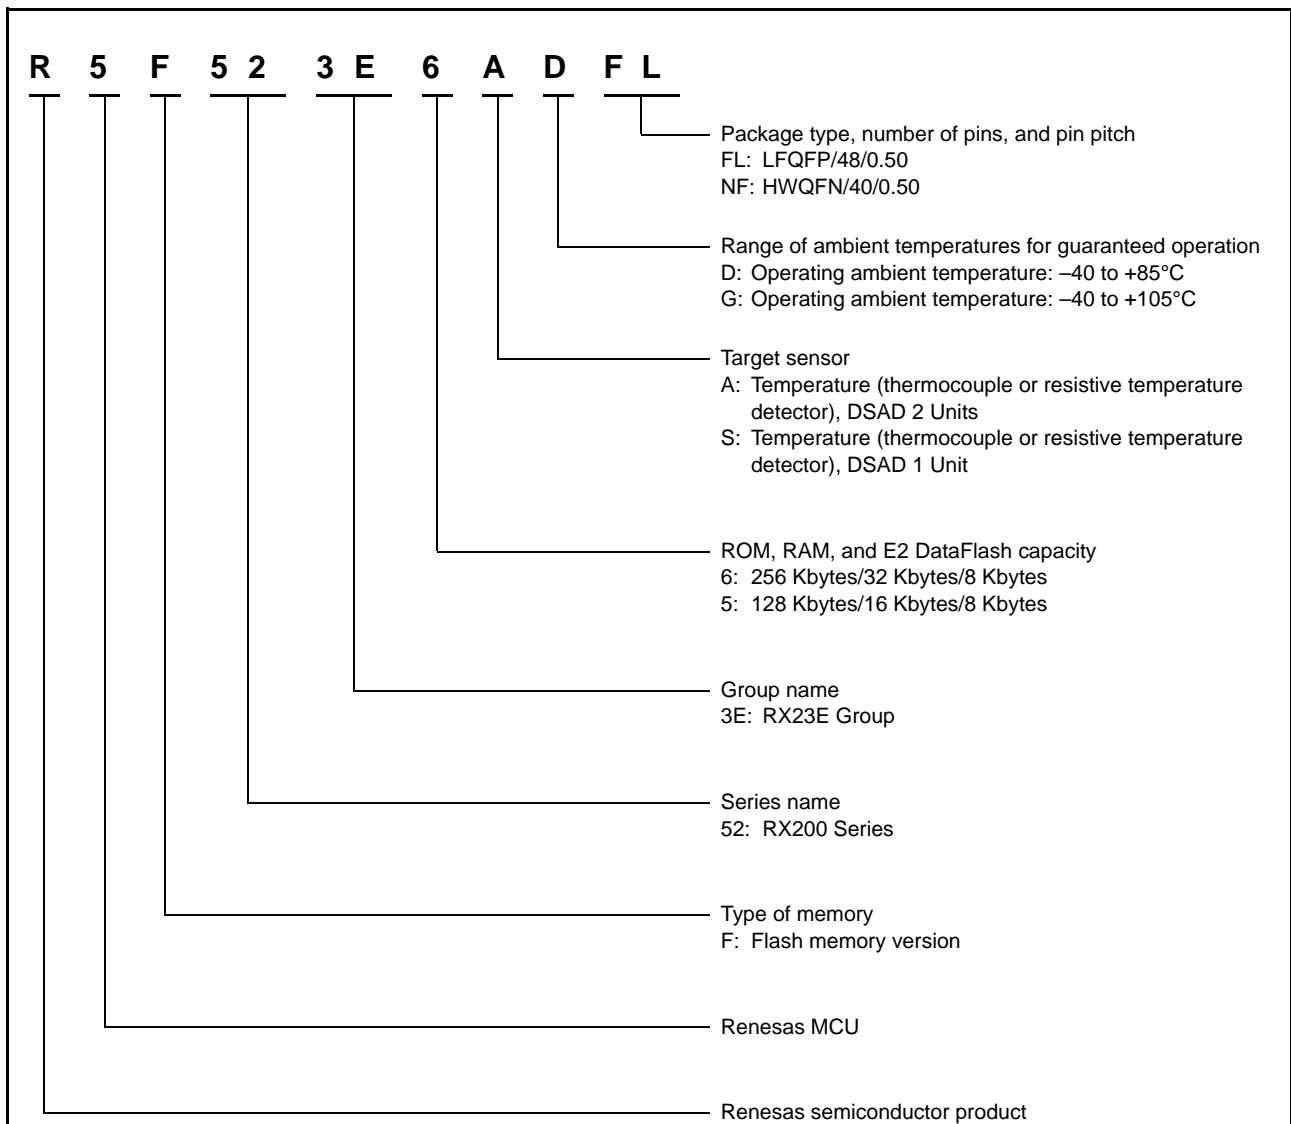 R 5 F 5 2 3 E 6 A D F L
Package type, number of pins, and pin pitch
FL: LFQFP/48/0.50
NF: HWQFN/40/0.50
Range of ambient temperatures for guaranteed operation
D: Operating ambient temperature: –40 to +85°C
G: Operating ambient temperature: –40 to +105°C
Target sensor
A: Temperature (thermocouple or resistive temperature
detector), DSAD 2 Units
S: Temperature (thermocouple or resistive temperature
detector), DSAD 1 Unit
ROM, RAM, and E2 DataFlash capacity
6: 256 Kbytes/32 Kbytes/8 Kbytes
5: 128 Kbytes/16 Kbytes/8 Kbytes
Group name
3E: RX23E Group
Series name
52: RX200 Series
Type of memory
F: Flash memory version
Renesas MCU
Renesas semiconductor product